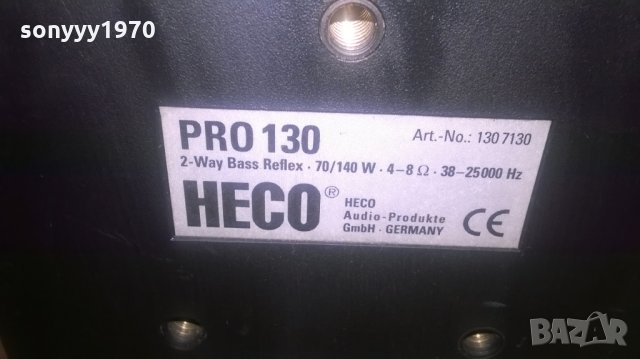 sonyyy1970
PRO 130
Art.-No.: 130 7130
2-Way Bass Reflex · 70/140 W · 4–8 Ω · 38–25000 Hz
HECO®
HECO
Audio-Produkte
GmbH · GERMANY
CE
BAZAR